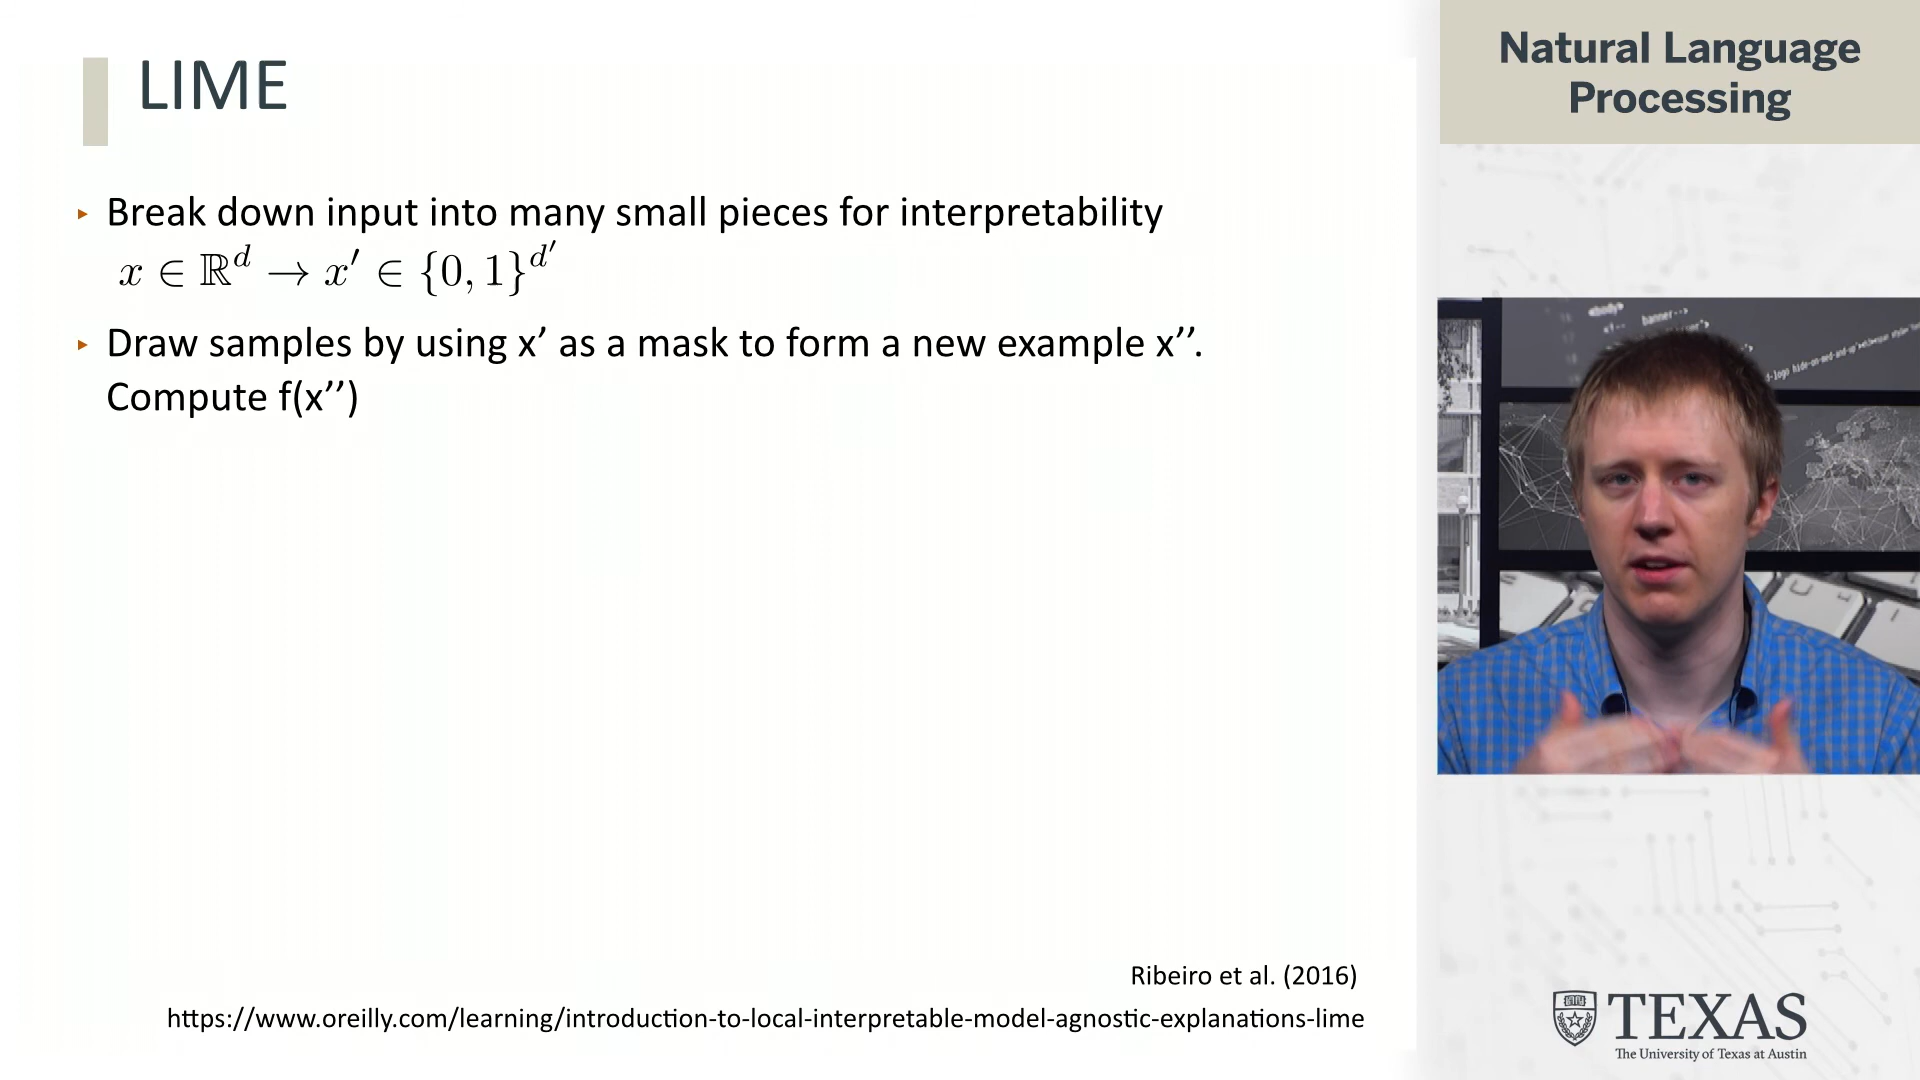 LIME
Natural Language
Processing
▸ Break down input into many small pieces for interpretability
x ∈ ℝ^d → x′ ∈ {0, 1}^{d′}
▸ Draw samples by using x’ as a mask to form a new example x’’.
Compute f(x’’)
<body>
banner-->
Ribeiro et al. (2016)
https://www.oreilly.com/learning/introduction-to-local-interpretable-model-agnostic-explanations-lime
TEXAS
The University of Texas at Austin